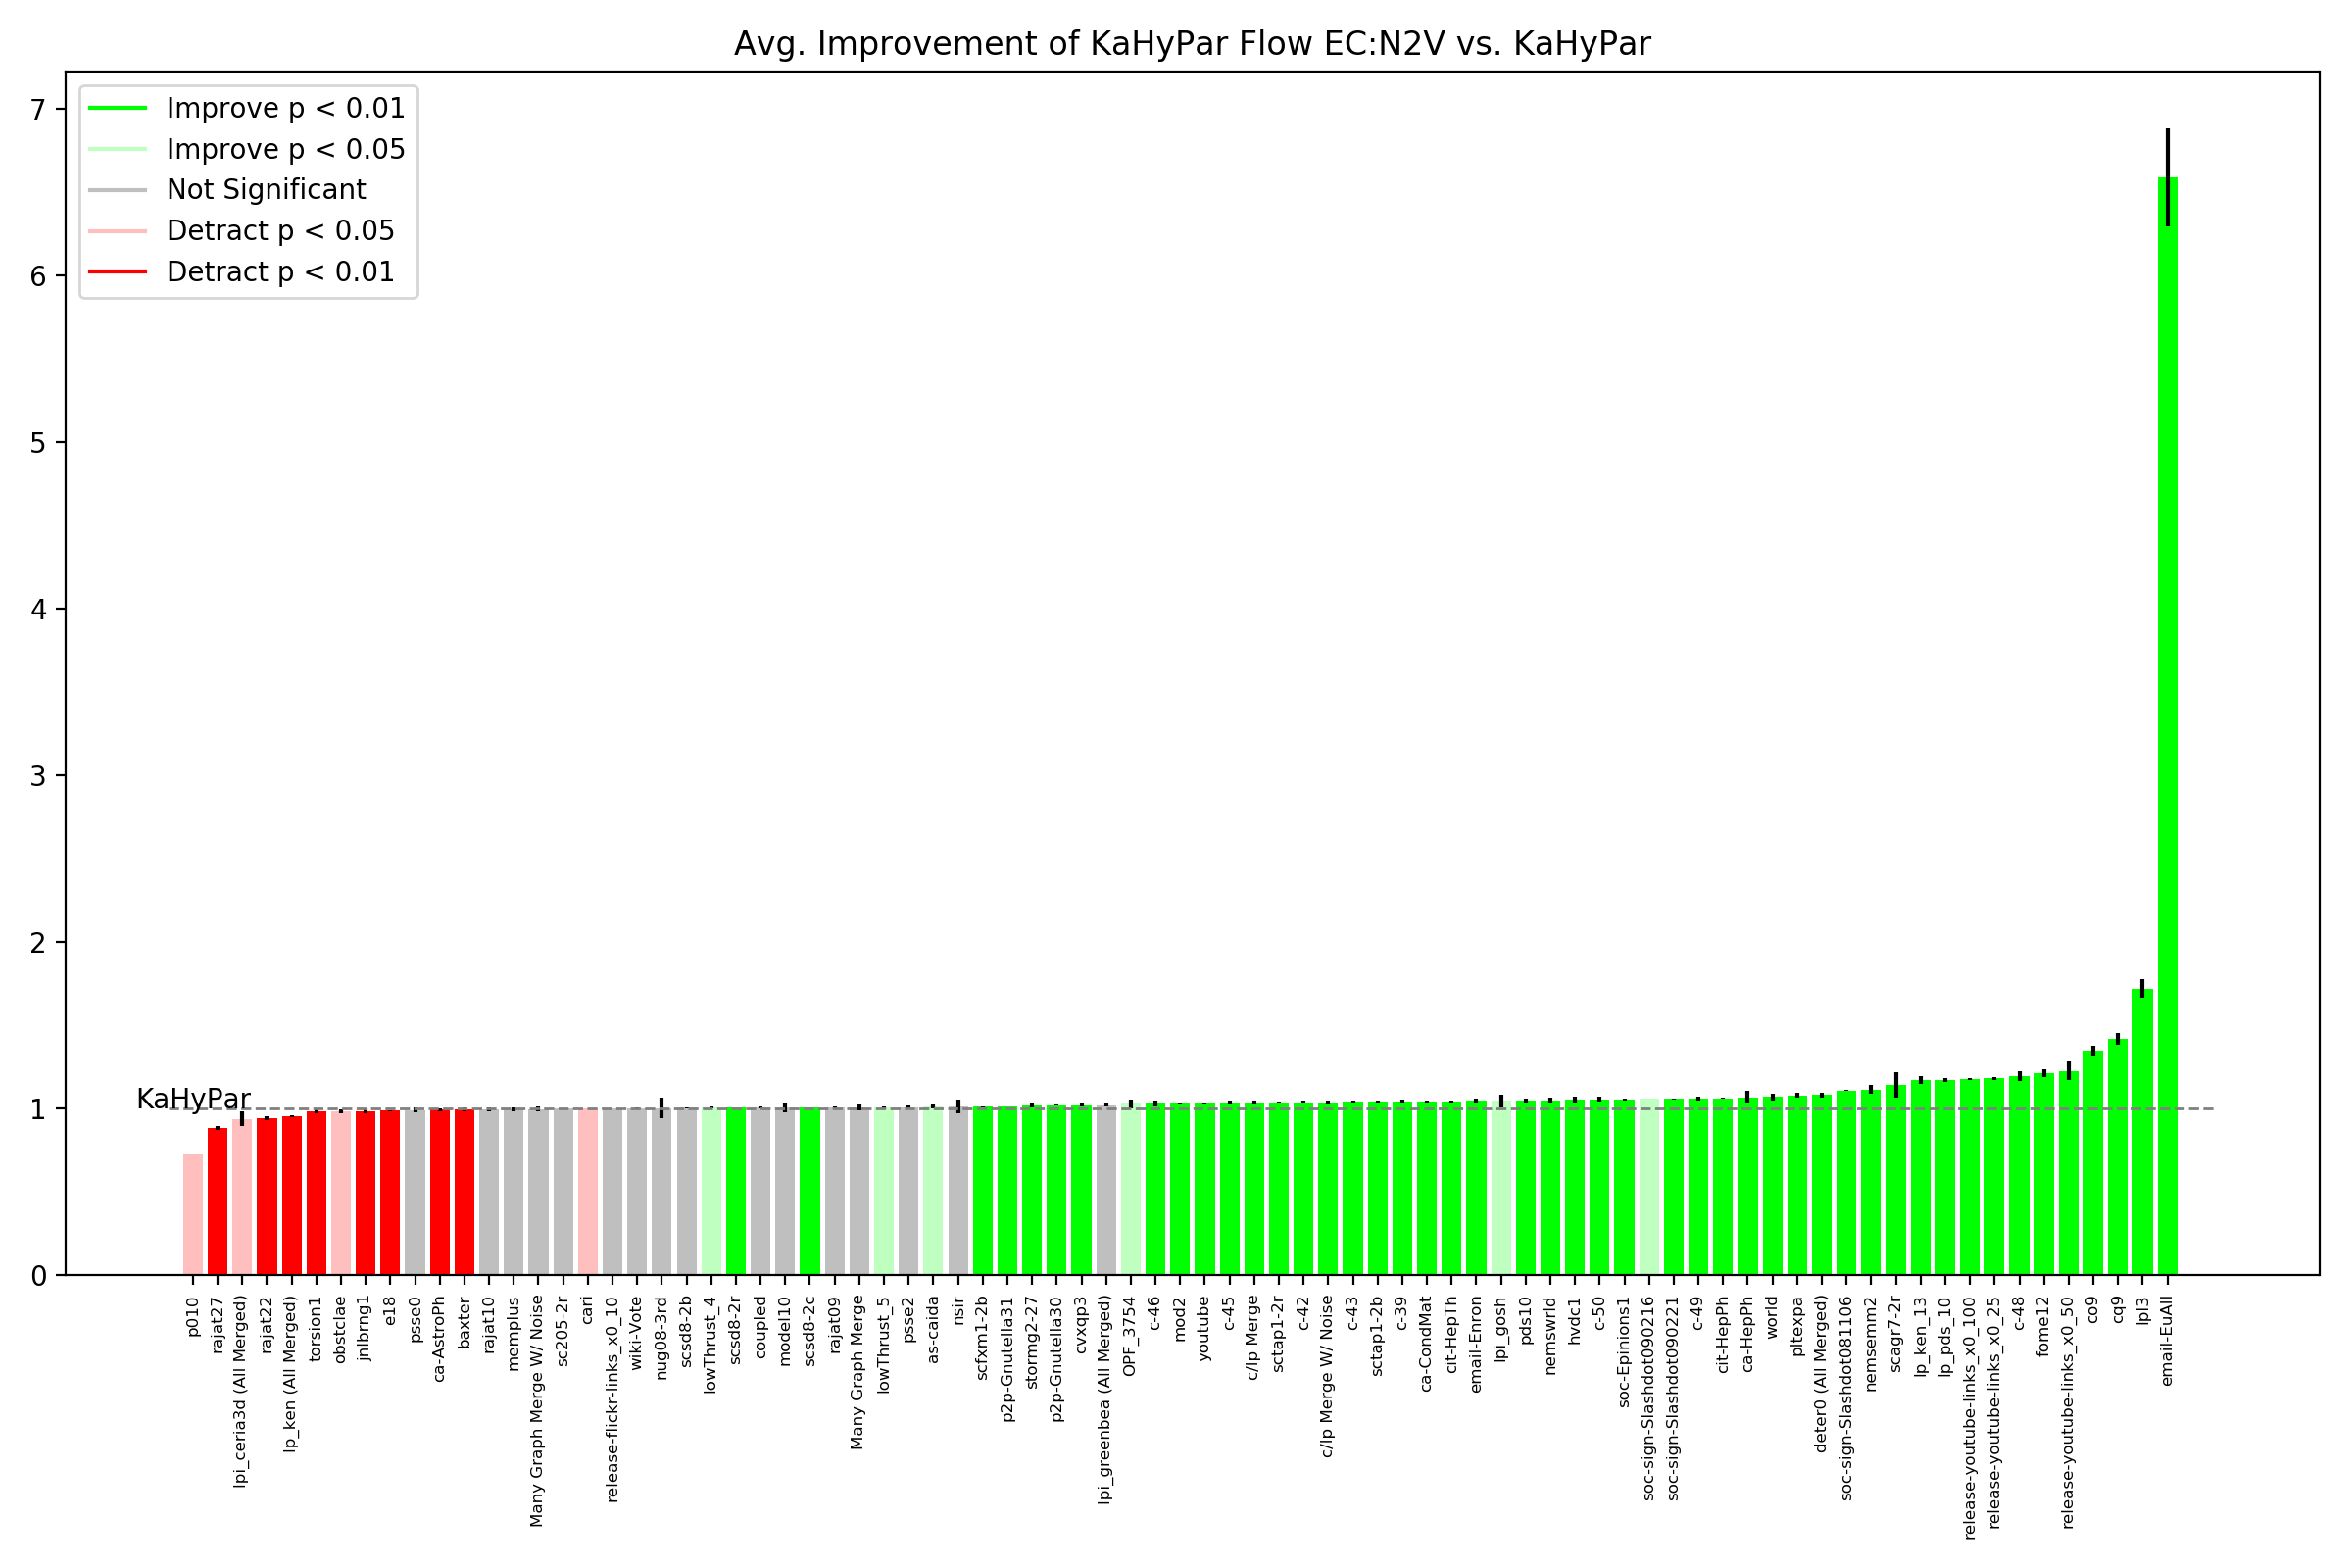 Avg. Improvement of KaHyPar Flow EC:N2V vs. KaHyPar
Improve p < 0.01
Improve p < 0.05
Not Significant
Detract p < 0.05
Detract p < 0.01
7
6
5
4
3
2
1
0
KaHyPar
p010
rajat27
lpi_ceria3d (All Merged)
rajat22
lp_ken (All Merged)
torsion1
obstclae
jnlbrng1
e18
psse0
ca-AstroPh
baxter
rajat10
memplus
Many Graph Merge W/ Noise
sc205-2r
cari
release-flickr-links_x0_10
wiki-Vote
nug08-3rd
scsd8-2b
lowThrust_4
scsd8-2r
coupled
model10
scsd8-2c
rajat09
Many Graph Merge
lowThrust_5
psse2
as-caida
nsir
scfxm1-2b
p2p-Gnutella31
stormg2-27
p2p-Gnutella30
cvxqp3
lpi_greenbea (All Merged)
OPF_3754
c-46
mod2
youtube
c-45
c/lp Merge
sctap1-2r
c-42
c/lp Merge W/ Noise
c-43
sctap1-2b
c-39
ca-CondMat
cit-HepTh
email-Enron
lpi_gosh
pds10
nemswrld
hvdc1
c-50
soc-Epinions1
soc-sign-Slashdot090216
soc-sign-Slashdot090221
c-49
cit-HepPh
ca-HepPh
world
pltexpa
deter0 (All Merged)
soc-sign-Slashdot081106
nemsemm2
scagr7-2r
lp_ken_13
lp_pds_10
release-youtube-links_x0_100
release-youtube-links_x0_25
c-48
fome12
release-youtube-links_x0_50
co9
cq9
lpl3
email-EuAll